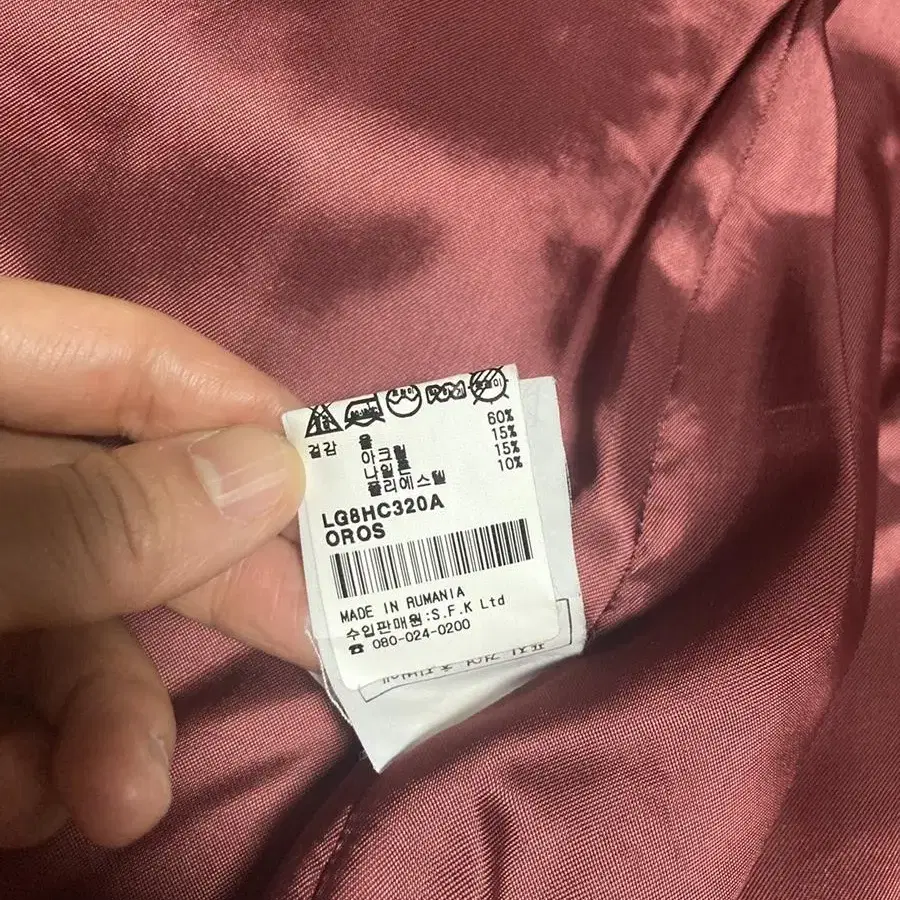 겉감 울 60%
아크릴 15%
나일론 15%
폴리에스텔 10%
LG8HC320A
OROS
MADE IN RUMANIA
수입판매원:S.F.K Ltd
☎ 080-024-0200